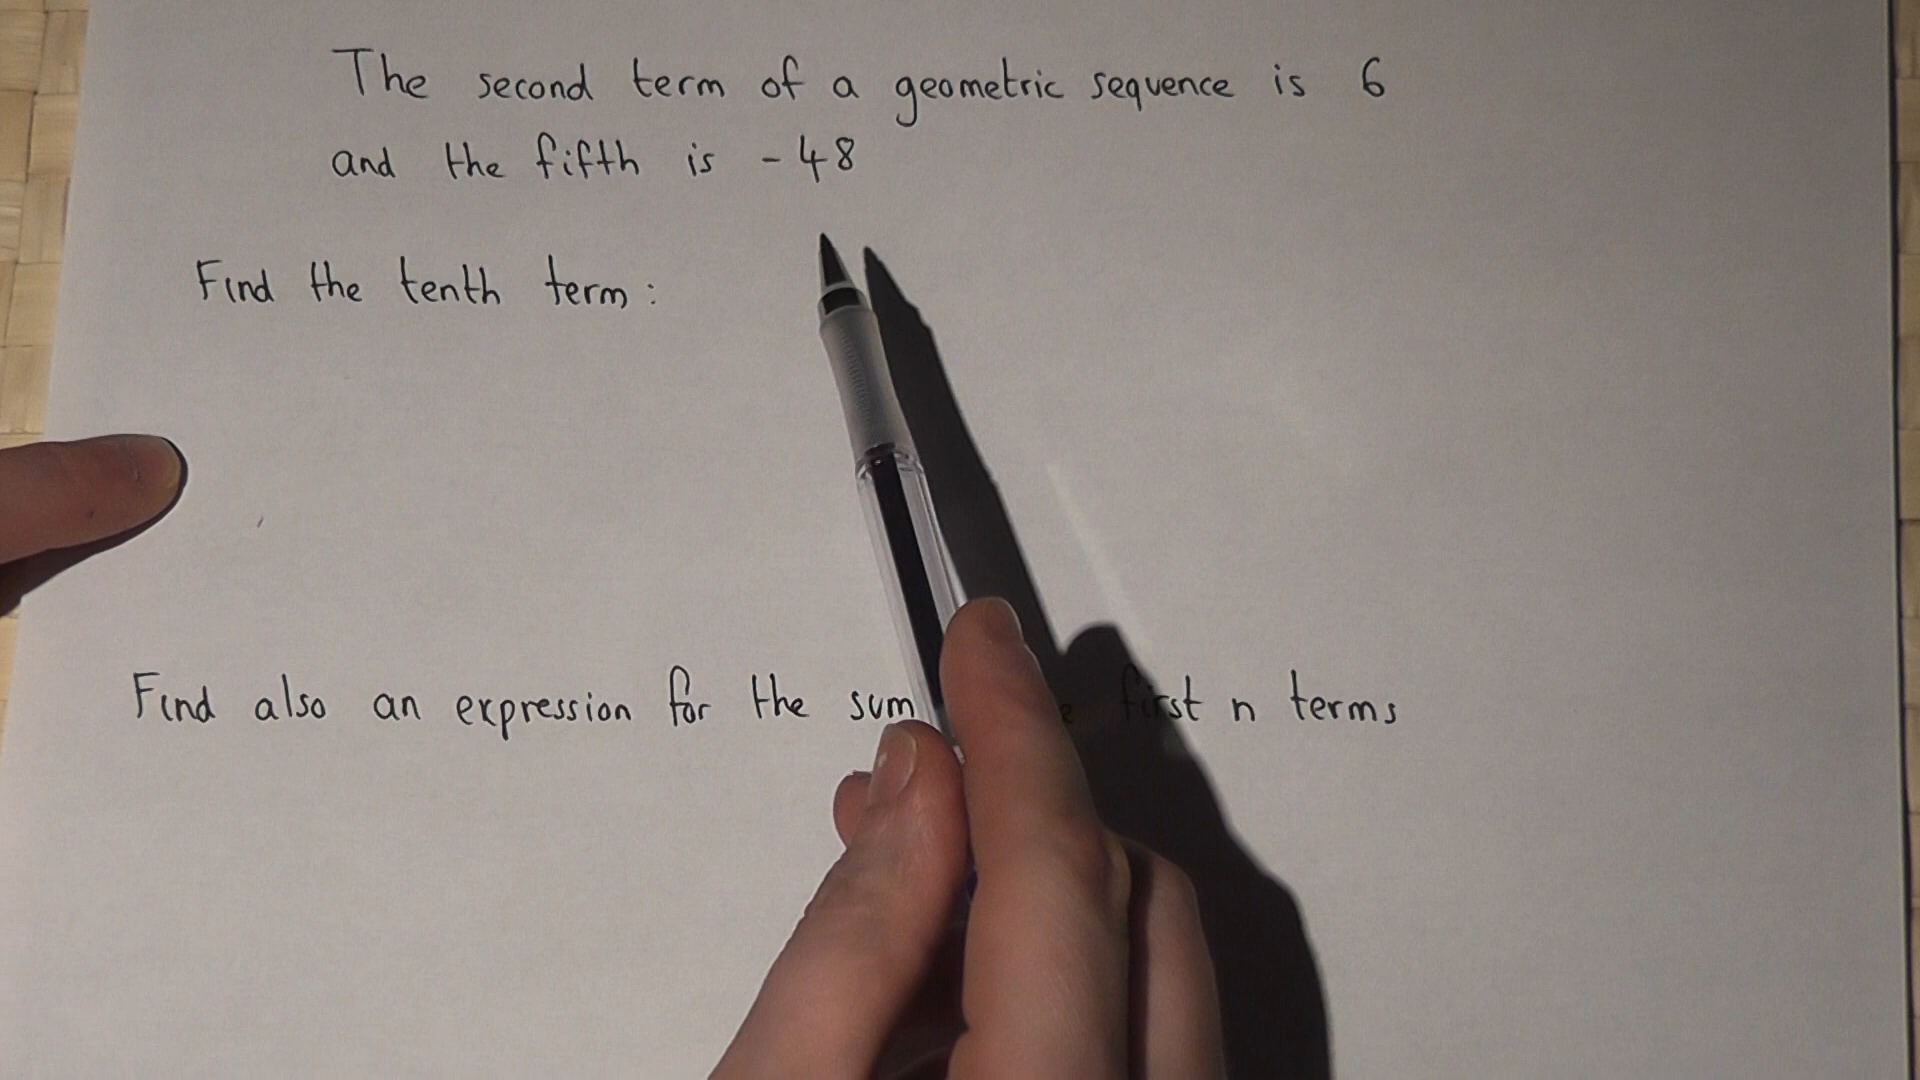 The second term of a geometric sequence is 6
and the fifth is -48
Find the tenth term:
Find also an expression for the sum first n terms